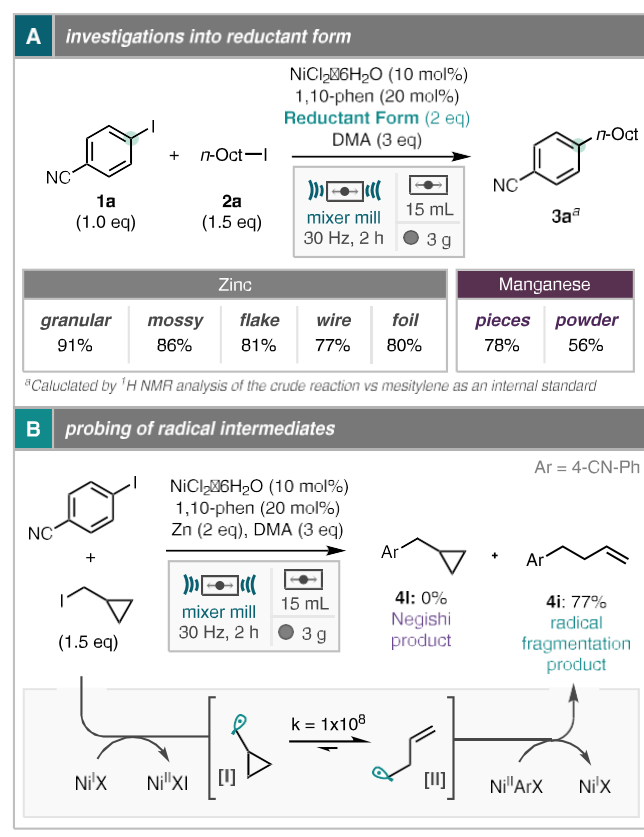 A investigations into reductant form
NiCl₂▯6H₂O (10 mol%)
1,10-phen (20 mol%)
Reductant Form (2 eq)
DMA (3 eq)
I
NC
+
n-Oct—I
n-Oct
NC
1a
(1.0 eq)
2a
(1.5 eq)
mixer mill
30 Hz, 2 h
15 mL
3 g
3aᵃ
Zinc
Manganese
granular mossy flake wire foil pieces powder
91% 86% 81% 77% 80% 78% 56%
ᵃCaluclated by ¹H NMR analysis of the crude reaction vs mesitylene as an internal standard
B probing of radical intermediates
Ar = 4-CN-Ph
I
NC
+
I
(1.5 eq)
NiCl₂▯6H₂O (10 mol%)
1,10-phen (20 mol%)
Zn (2 eq), DMA (3 eq)
mixer mill
30 Hz, 2 h
15 mL
3 g
Ar
+
Ar
4l: 0%
Negishi
product
4i: 77%
radical
fragmentation
product
NiᴵX
NiᴵᴵXI
[I]
k = 1x10⁸
[II]
NiᴵᴵArX
NiᴵX